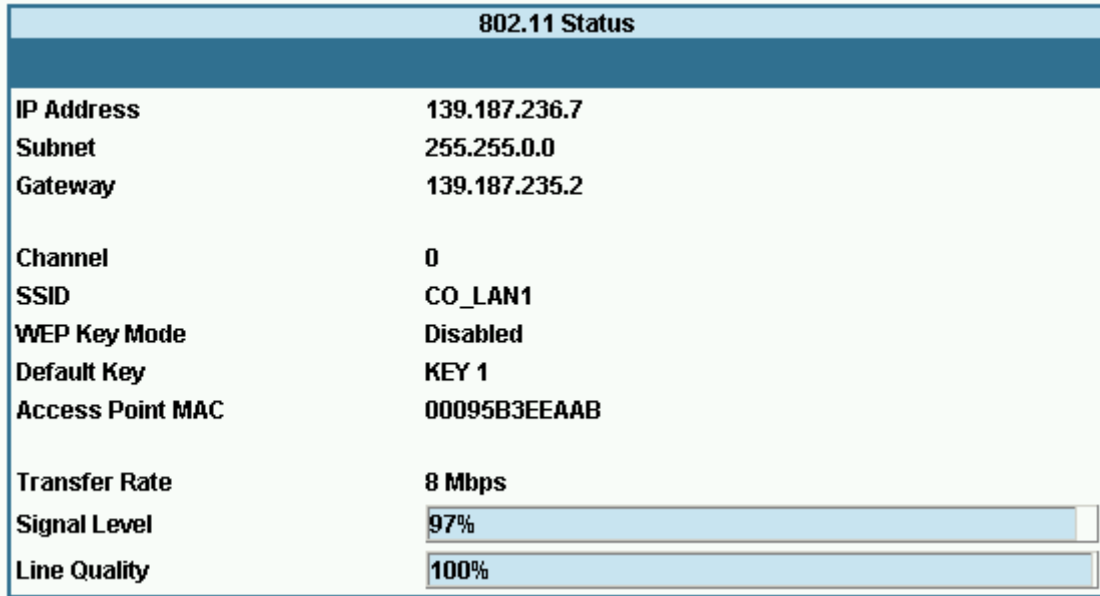 802.11 Status
IP Address 139.187.236.7
Subnet 255.255.0.0
Gateway 139.187.235.2
Channel 0
SSID CO_LAN1
WEP Key Mode Disabled
Default Key KEY 1
Access Point MAC 00095B3EEAAB
Transfer Rate 8 Mbps
Signal Level 97%
Line Quality 100%